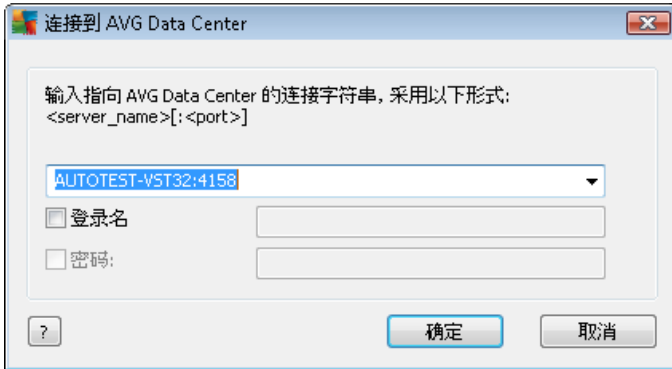 连接到 AVG Data Center
输入指向 AVG Data Center 的连接字符串，采用以下形式:
<server_name>[:<port>]
AUTOTEST-VST32:4158
登录名
密码:
?
确定
取消